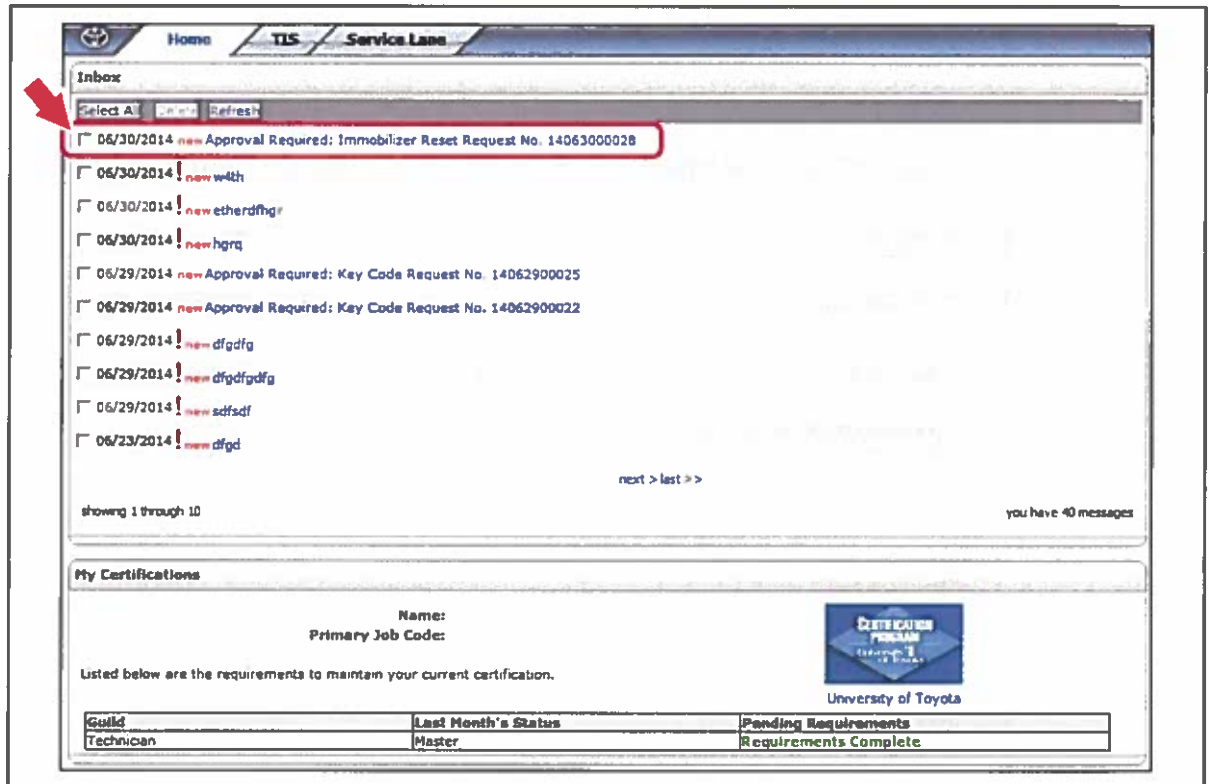 Home TIS Service Lane
Inbox
Select All Delete Refresh
06/30/2014 new Approval Required: Immobilizer Reset Request No. 14063000028
06/30/2014 ! new w4th
06/30/2014 ! new etherdfhgr
06/30/2014 ! new hgrq
06/29/2014 new Approval Required: Key Code Request No. 14062900025
06/29/2014 new Approval Required: Key Code Request No. 14062900022
06/29/2014 ! new dfgdfg
06/29/2014 ! new dfgdfgdfg
06/29/2014 ! new sdfsdf
06/23/2014 ! new dfgd
next > last >>
showing 1 through 10 you have 40 messages
My Certifications
Name:
Primary Job Code:
CERTIFICATION
PROGRAM
Listed below are the requirements to maintain your current certification.
University of Toyota
Guild Last Month's Status Pending Requirements
Technician Master Requirements Complete